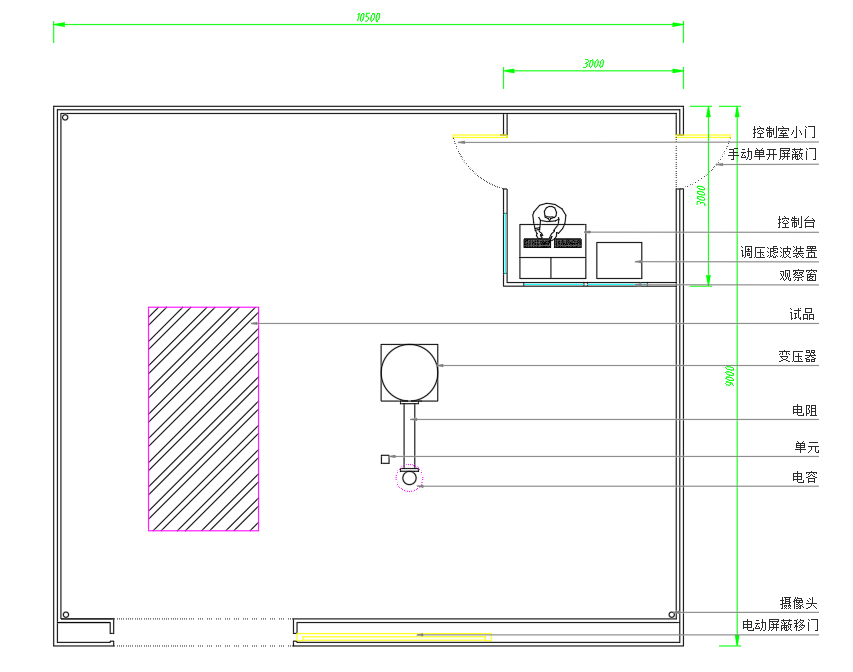 10500
3000
控制室小门
手动单开屏蔽门
3000
控制台
调压滤波装置
观察窗
试品
变压器
9000
电阻
单元
电容
摄像头
电动屏蔽移门